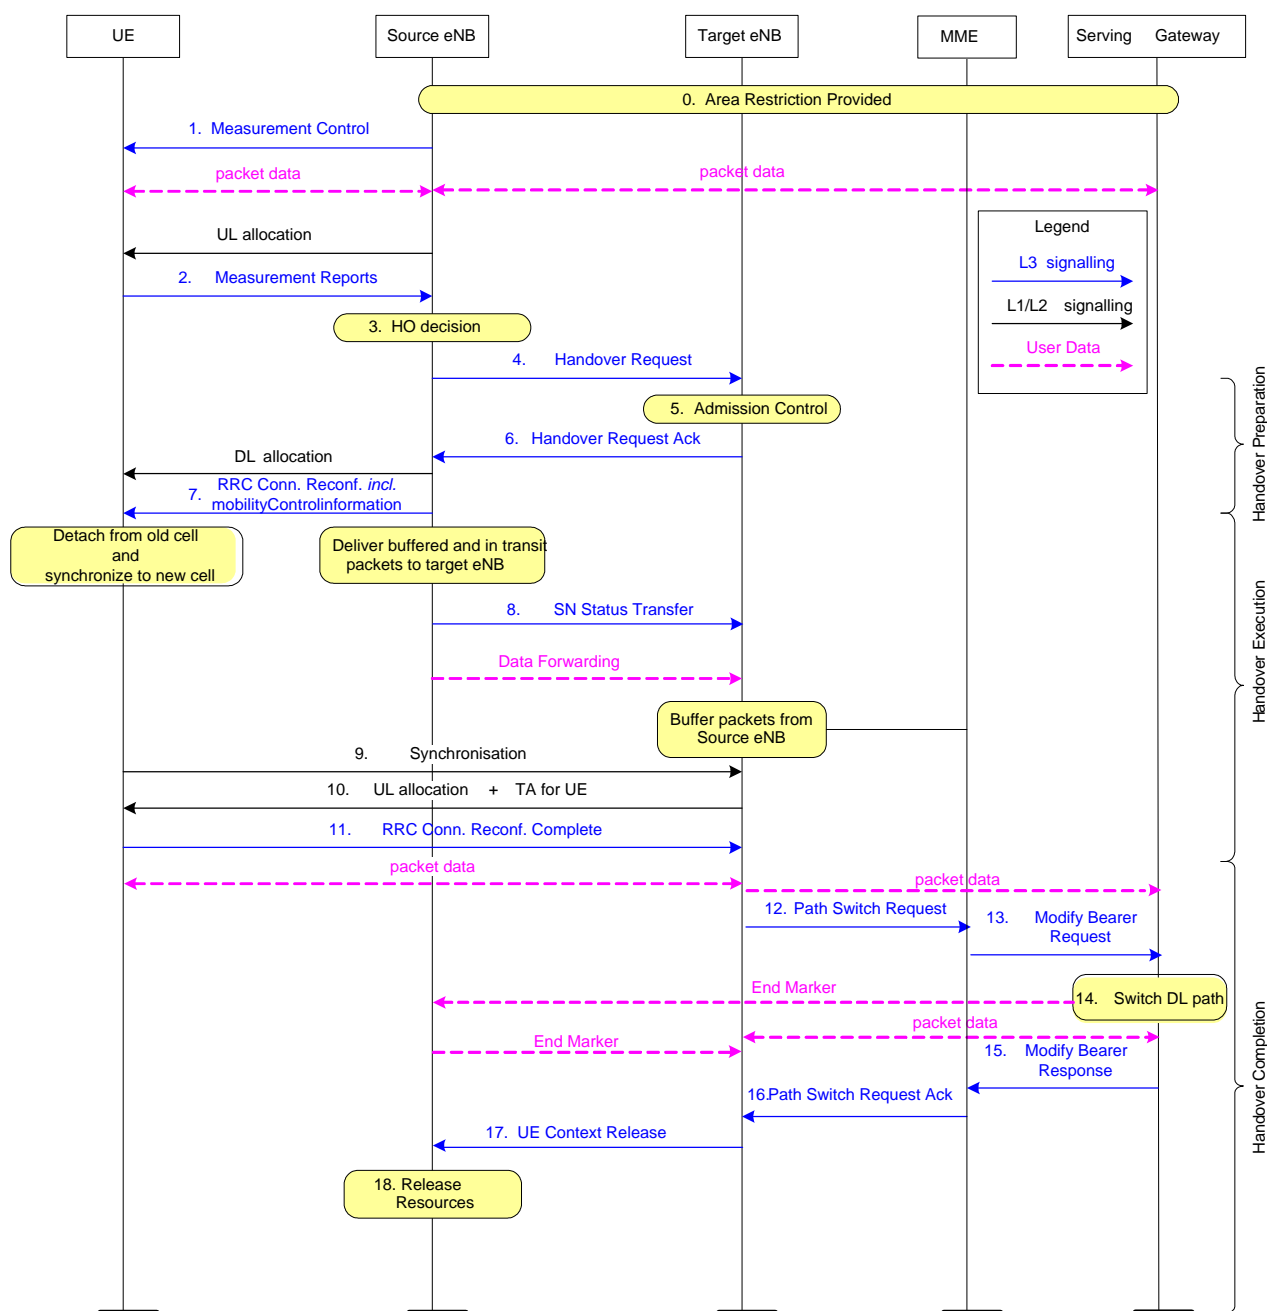 UE
Source eNB
Target eNB
MME
Serving Gateway
0. Area Restriction Provided
1. Measurement Control
packet data
packet data
UL allocation
Legend
L3 signalling
L1/L2 signalling
User Data
2. Measurement Reports
3. HO decision
4. Handover Request
5. Admission Control
6. Handover Request Ack
DL allocation
7. RRC Conn. Reconf. incl.
mobilityControlinformation
Handover Preparation
Detach from old cell
and
synchronize to new cell
Deliver buffered and in transit
packets to target eNB
8. SN Status Transfer
Data Forwarding
Buffer packets from
Source eNB
9. Synchronisation
10. UL allocation + TA for UE
11. RRC Conn. Reconf. Complete
Handover Execution
packet data
packet data
12. Path Switch Request
13. Modify Bearer
Request
End Marker
14. Switch DL path
packet data
End Marker
15. Modify Bearer
Response
16.Path Switch Request Ack
17. UE Context Release
18. Release
Resources
Handover Completion